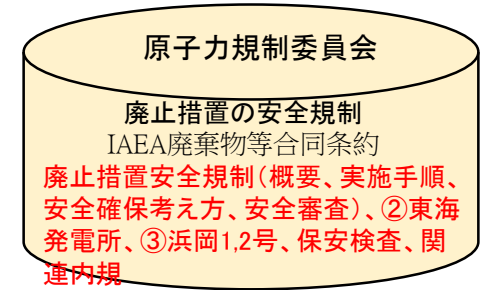 原子力規制委員会
廃止措置の安全規制
IAEA廃棄物等合同条約
廃止措置安全規制（概要、実施手順、
安全確保考え方、安全審査）、②東海
発電所、③浜岡1,2号、保安検査、関
連内規